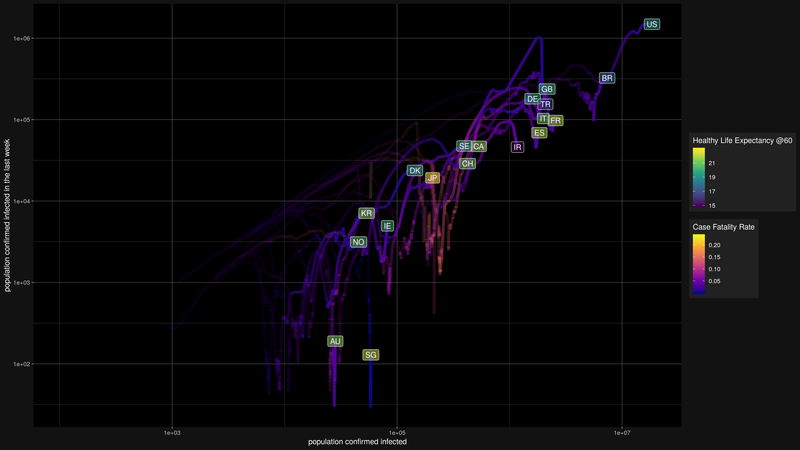 US
1e+06
BR
GB
DE
TR
1e+05
IT
FR
ES
SE
CA
IR
CH
DK
JP
1e+04
KR
IE
NO
1e+03
AU
SG
1e+02
1e+03
1e+05
1e+07
population confirmed infected
population confirmed infected in the last week
Healthy Life Expectancy @60
21
19
17
15
Case Fatality Rate
0.20
0.15
0.10
0.05